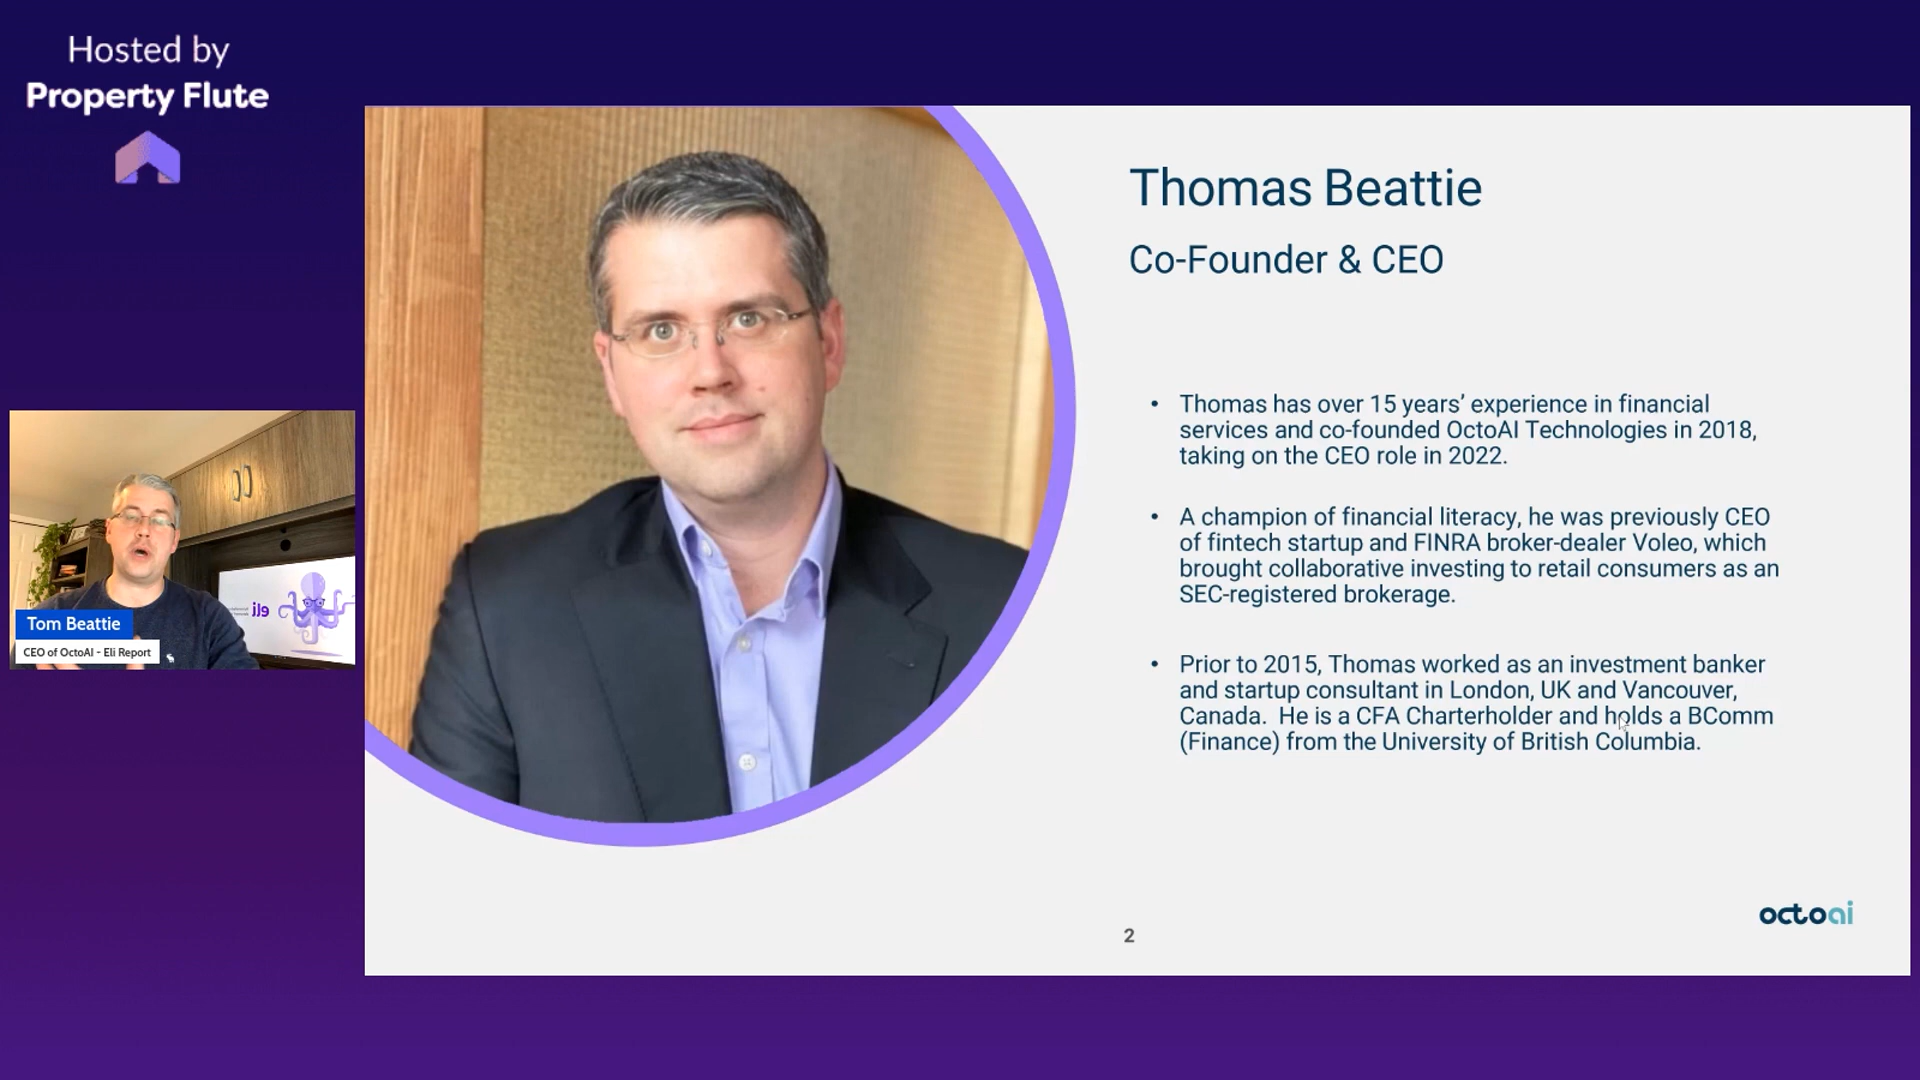 Hosted by
Property Flute
Thomas Beattie
Co-Founder & CEO
• Thomas has over 15 years’ experience in financial
services and co-founded OctoAI Technologies in 2018,
taking on the CEO role in 2022.
• A champion of financial literacy, he was previously CEO
of fintech startup and FINRA broker-dealer Voleo, which
brought collaborative investing to retail consumers as an
SEC-registered brokerage.
• Prior to 2015, Thomas worked as an investment banker
and startup consultant in London, UK and Vancouver,
Canada.  He is a CFA Charterholder and holds a BComm
(Finance) from the University of British Columbia.
eli
Tom Beattie
CEO of OctoAI - Eli Report
octoai
2